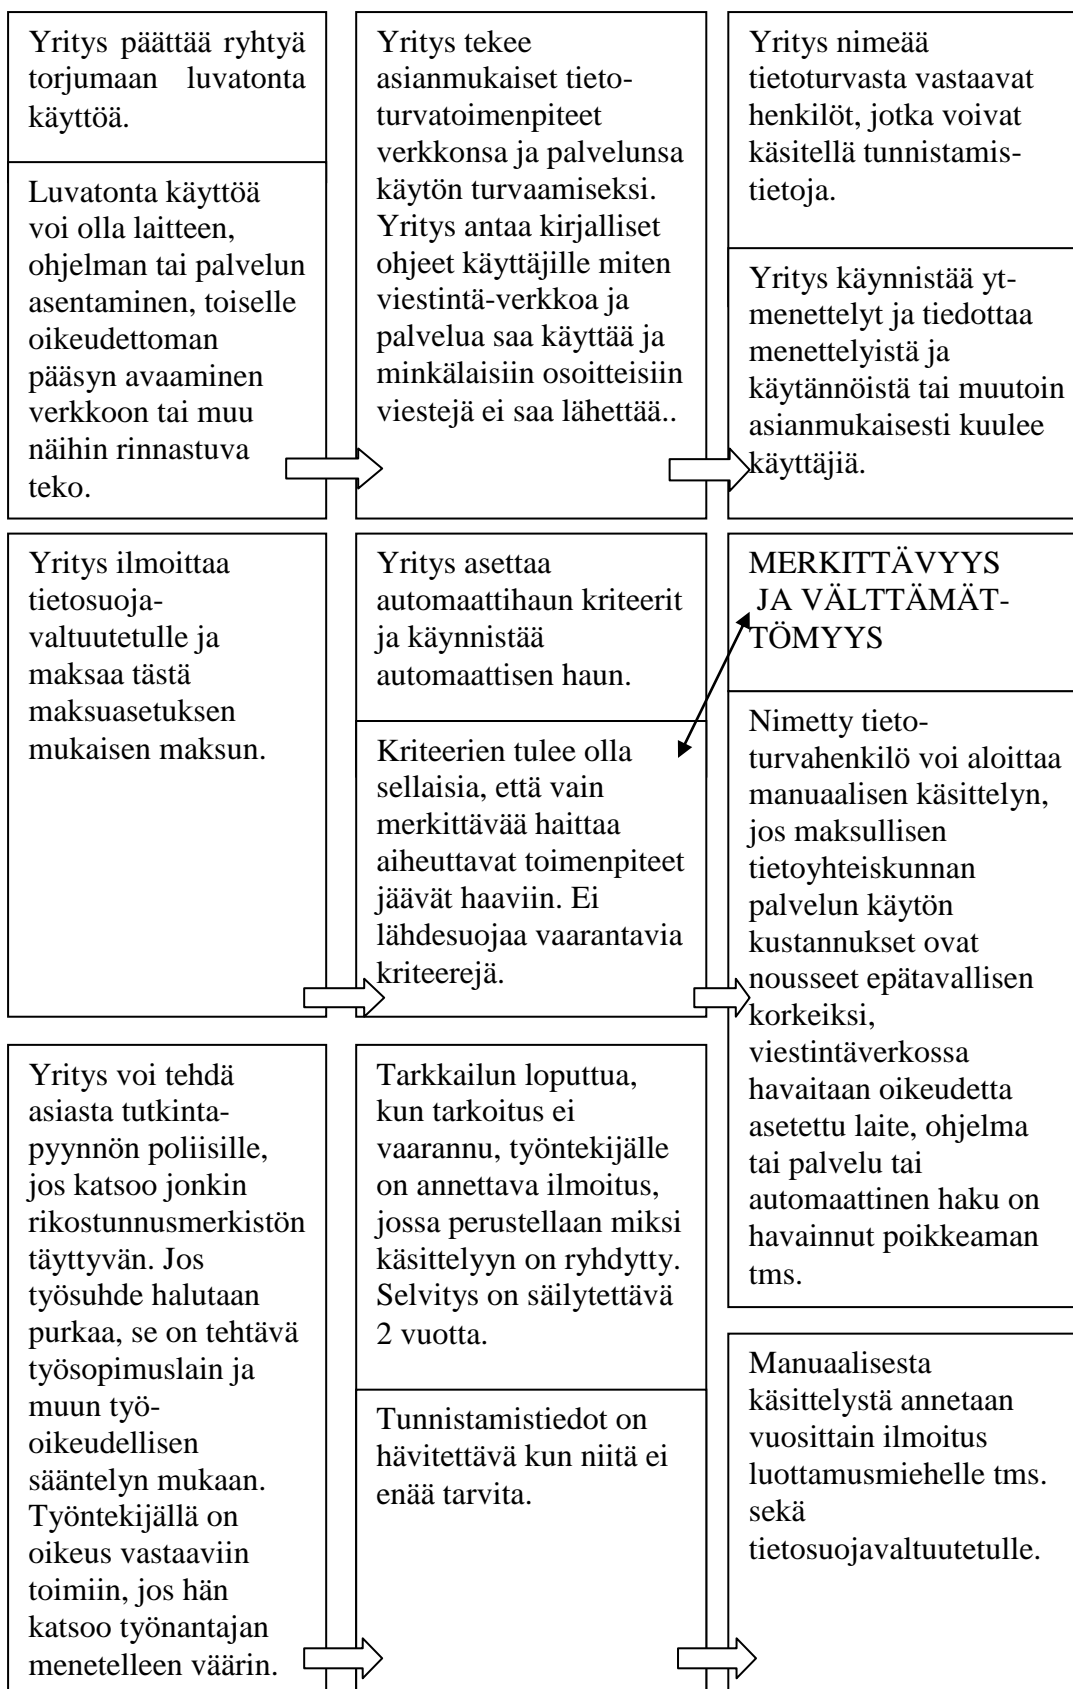 Yritys päättää ryhtyä
torjumaan luvatonta
käyttöä.
Luvatonta käyttöä
voi olla laitteen,
ohjelman tai palvelun
asentaminen, toiselle
oikeudettoman
pääsyn avaaminen
verkkoon tai muu
näihin rinnastuva
teko.
Yritys tekee
asianmukaiset tieto-
turvatoimenpiteet
verkkonsa ja palvelunsa
käytön turvaamiseksi.
Yritys antaa kirjalliset
ohjeet käyttäjille miten
viestintä-verkkoa ja
palvelua saa käyttää ja
minkälaisiin osoitteisiin
viestejä ei saa lähettää..
Yritys nimeää
tietoturvasta vastaavat
henkilöt, jotka voivat
käsitellä tunnistamis-
tietoja.
Yritys käynnistää yt-
menettelyt ja tiedottaa
menettelyistä ja
käytännöistä tai muutoin
asianmukaisesti kuulee
käyttäjiä.
Yritys ilmoittaa
tietosuoja-
valtuutetulle ja
maksaa tästä
maksuasetuksen
mukaisen maksun.
Yritys asettaa
automaattihaun kriteerit
ja käynnistää
automaattisen haun.
Kriteerien tulee olla
sellaisia, että vain
merkittävää haittaa
aiheuttavat toimenpiteet
jäävät haaviin. Ei
lähdesuojaa vaarantavia
kriteerejä.
MERKITTÄVYYS
JA VÄLTTÄMÄT-
TÖMYYS
Nimetty tieto-
turvahenkilö voi aloittaa
manuaalisen käsittelyn,
jos maksullisen
tietoyhteiskunnan
palvelun käytön
kustannukset ovat
nousseet epätavallisen
korkeiksi,
viestintäverkossa
havaitaan oikeudetta
asetettu laite, ohjelma
tai palvelu tai
automaattinen haku on
havainnut poikkeaman
tms.
Yritys voi tehdä
asiasta tutkinta-
pyynnön poliisille,
jos katsoo jonkin
rikostunnusmerkistön
täyttyvän. Jos
työsuhde halutaan
purkaa, se on tehtävä
työsopimuslain ja
muun työ-
oikeudellisen
sääntelyn mukaan.
Työntekijällä on
oikeus vastaaviin
toimiin, jos hän
katsoo työnantajan
menetelleen väärin.
Tarkkailun loputtua,
kun tarkoitus ei
vaarannu, työntekijälle
on annettava ilmoitus,
jossa perustellaan miksi
käsittelyyn on ryhdytty.
Selvitys on säilytettävä
2 vuotta.
Tunnistamistiedot on
hävitettävä kun niitä ei
enää tarvita.
Manuaalisesta
käsittelystä annetaan
vuosittain ilmoitus
luottamusmiehelle tms.
sekä
tietosuojavaltuutetulle.